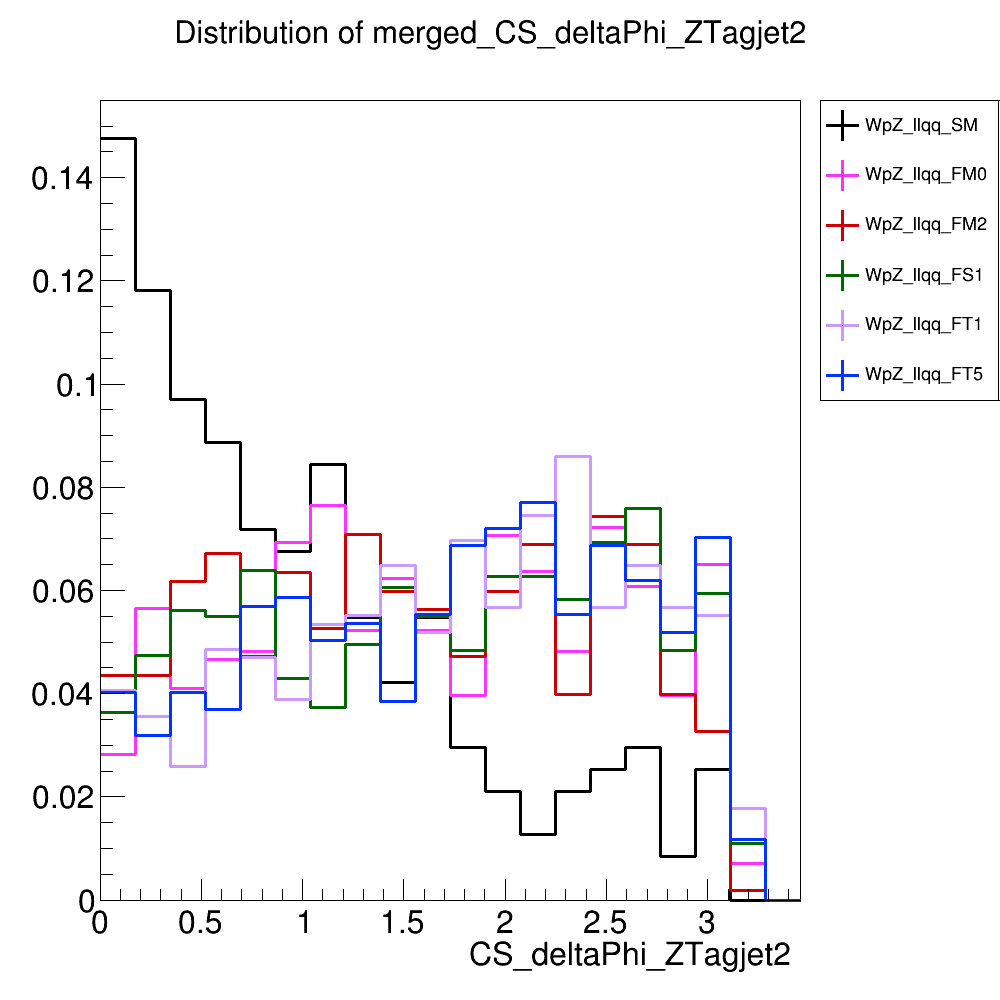 Distribution of merged_CS_deltaPhi_ZTagjet2
WpZ_llqq_SM
WpZ_llqq_FM0
WpZ_llqq_FM2
WpZ_llqq_FS1
WpZ_llqq_FT1
WpZ_llqq_FT5
0.14
0.12
0.1
0.08
0.06
0.04
0.02
0
0 0.5 1 1.5 2 2.5 3
CS_deltaPhi_ZTagjet2